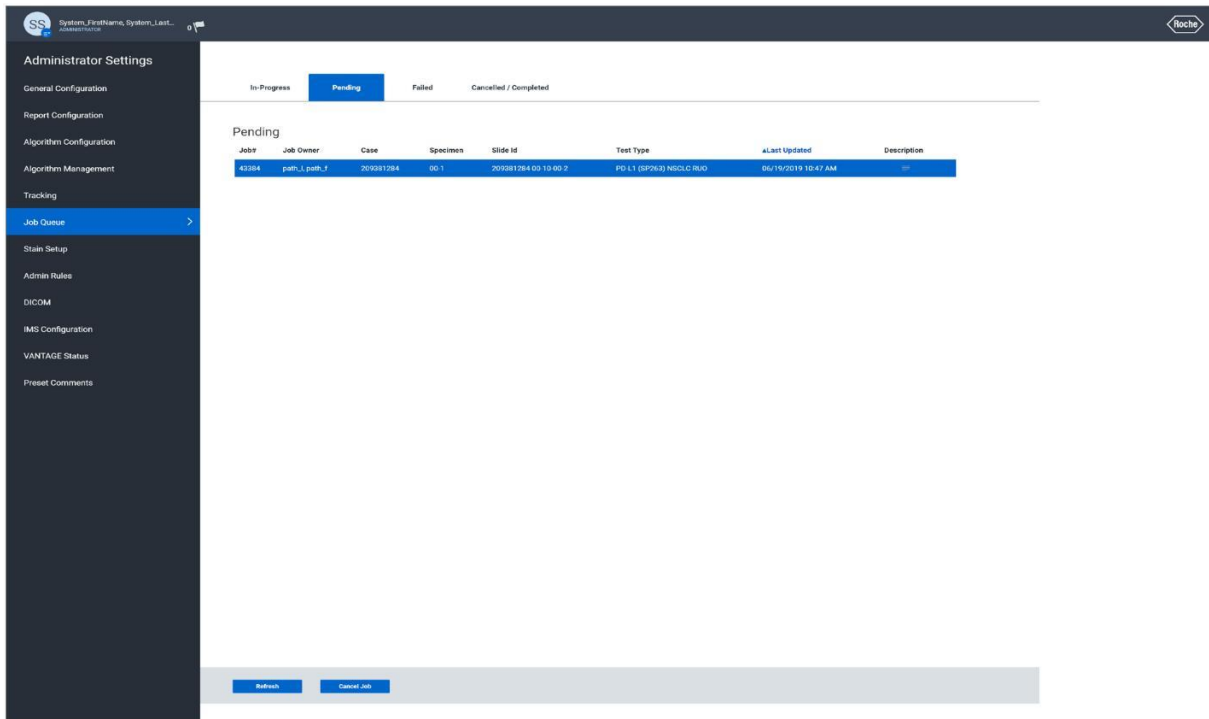 SS System_FirstName, System_Last... 0
ADMINISTRATOR
Roche
Administrator Settings
General Configuration
Report Configuration
Algorithm Configuration
Algorithm Management
Tracking
Job Queue
Stain Setup
Admin Rules
DICOM
IMS Configuration
VANTAGE Status
Preset Comments
In-Progress Pending Failed Cancelled / Completed
Pending
Job# Job Owner Case Specimen Slide Id Test Type ▲Last Updated Description
43384 209381284 00-1 209381284 00-10-00-2 PD-L1 (SP263) NSCLC RUO 06/19/2019 10:47 AM
Refresh Cancel Job